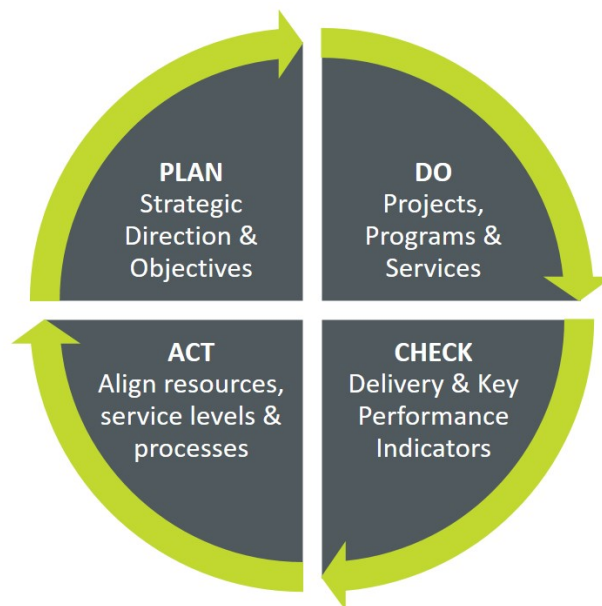 PLAN
Strategic
Direction &
Objectives
DO
Projects,
Programs &
Services
ACT
Align resources,
service levels &
processes
CHECK
Delivery & Key
Performance
Indicators